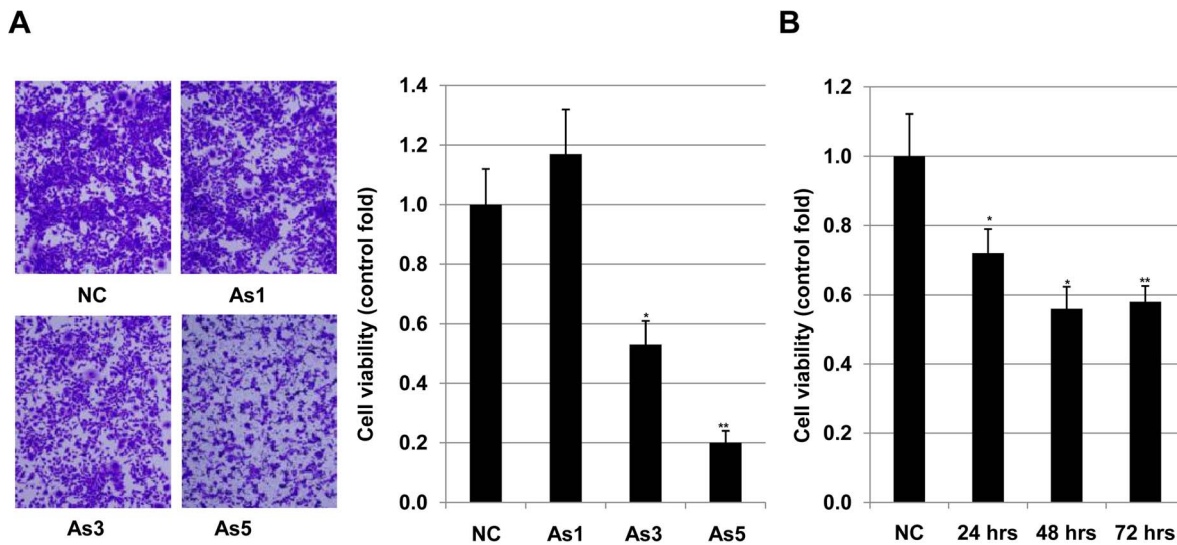 A
B
NC
As1
As3
As5
Cell viability (control fold)
1.4
1.2
1.0
0.8
0.6
0.4
0.2
0.0
*
**
NC As1 As3 As5
Cell viability (control fold)
1.2
1.0
0.8
0.6
0.4
0.2
0.0
*
*
**
NC 24 hrs 48 hrs 72 hrs